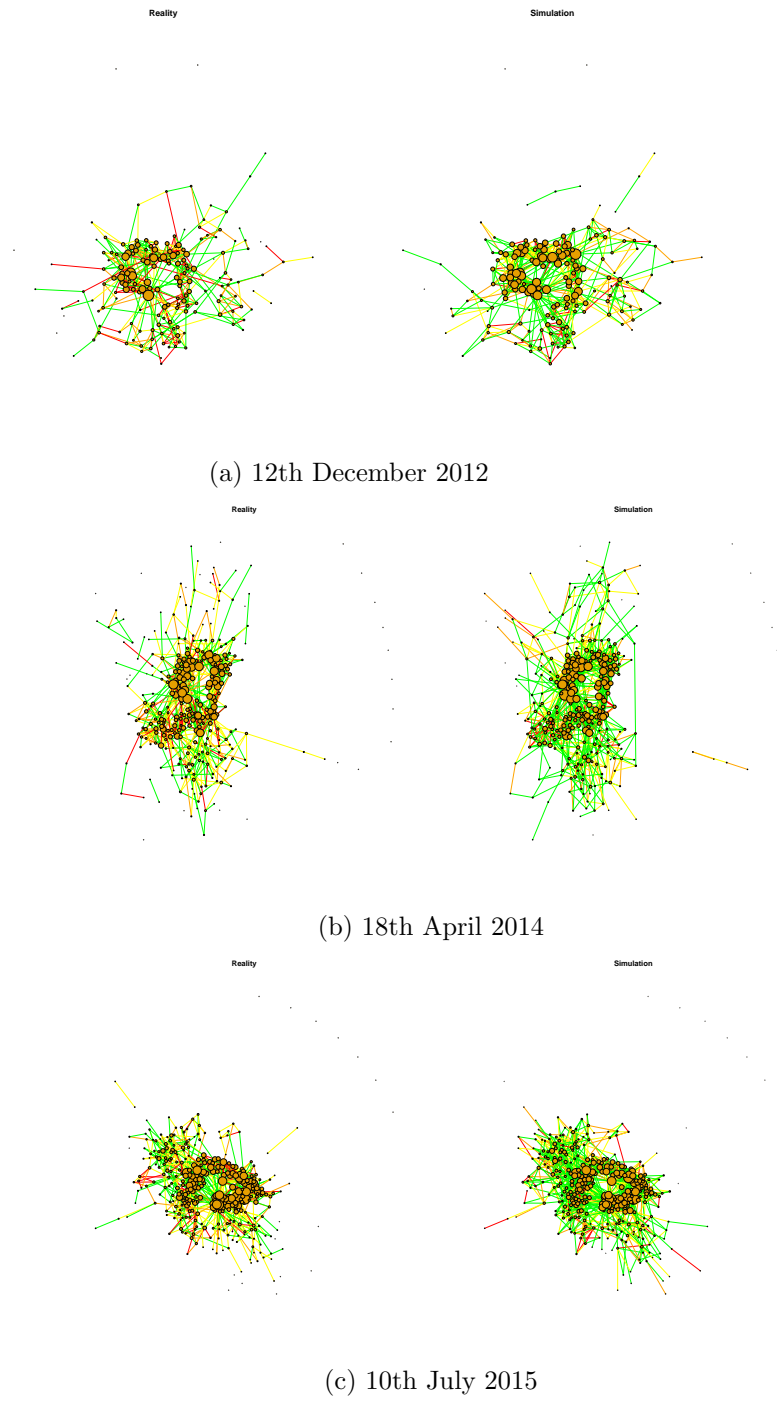 Reality Simulation
(a) 12th December 2012
Reality Simulation
(b) 18th April 2014
Reality Simulation
(c) 10th July 2015